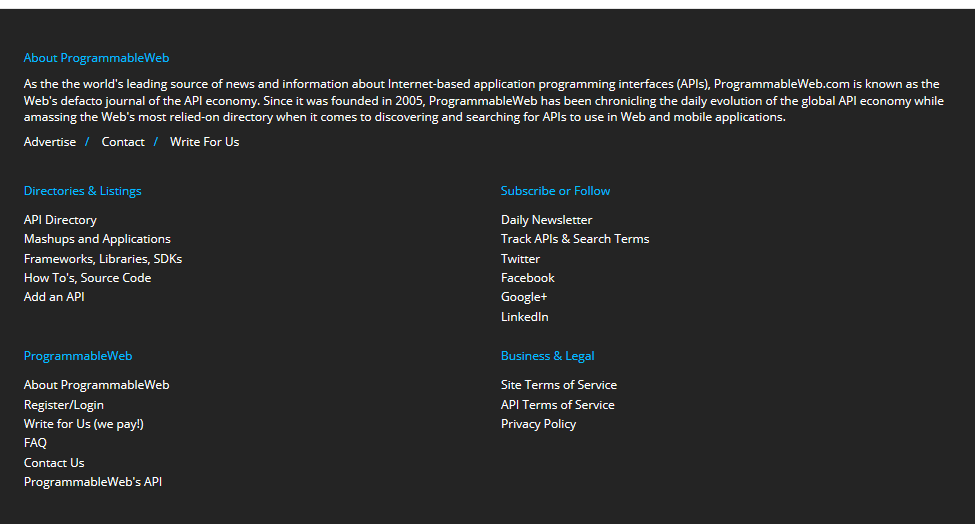 About ProgrammableWeb
As the the world's leading source of news and information about Internet-based application programming interfaces (APIs), ProgrammableWeb.com is known as the
Web's defacto journal of the API economy. Since it was founded in 2005, ProgrammableWeb has been chronicling the daily evolution of the global API economy while
amassing the Web's most relied-on directory when it comes to discovering and searching for APIs to use in Web and mobile applications.
Advertise / Contact / Write For Us
Directories & Listings
API Directory
Mashups and Applications
Frameworks, Libraries, SDKs
How To's, Source Code
Add an API
Subscribe or Follow
Daily Newsletter
Track APIs & Search Terms
Twitter
Facebook
Google+
LinkedIn
ProgrammableWeb
About ProgrammableWeb
Register/Login
Write for Us (we pay!)
FAQ
Contact Us
ProgrammableWeb's API
Business & Legal
Site Terms of Service
API Terms of Service
Privacy Policy